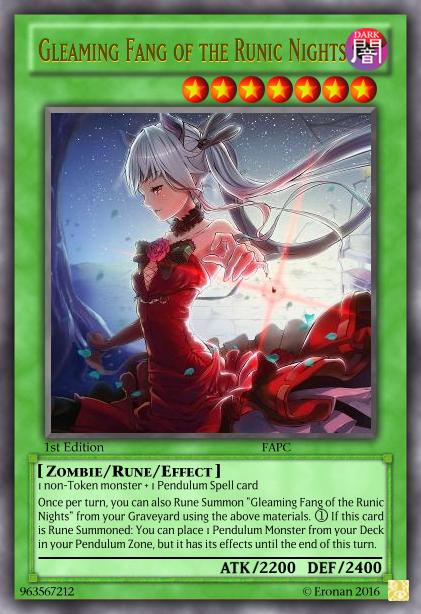 Gleaming Fang of the Runic Nights
DARK
闇
1st Edition FAPC
[ Zombie/Rune/Effect ]
1 non-Token monster + 1 Pendulum Spell card
Once per turn, you can also Rune Summon "Gleaming Fang of the Runic
Nights" from your Graveyard using the above materials. ① If this card
is Rune Summoned: You can place 1 Pendulum Monster from your Deck
in your Pendulum Zone, but it has its effects until the end of this turn.
ATK/2200 DEF/2400
963567212 © Eronan 2016